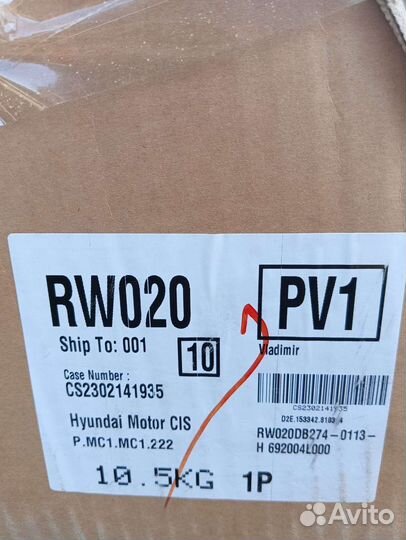 RW020
PV1
Ship To: 001
10
Vladimir
Case Number :
CS2302141935
CS2302141935
Hyundai Motor CIS
P.MC1.MC1.222
RW020DB274-0113-
H 692004L000
10.5KG 1P
Avito